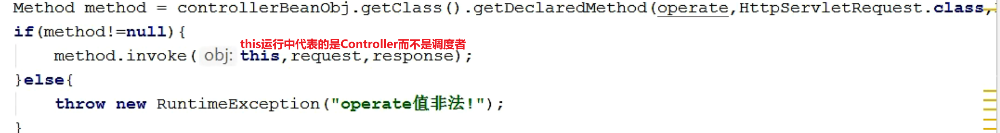 Method method = controllerBeanObj.getClass().getDeclaredMethod(operate,HttpServletRequest.class,
if(method!=null){
this运行中代表的是Controller而不是调度者
method.invoke( obj: this,request,response);
}else{
throw new RuntimeException("operate值非法!");
}